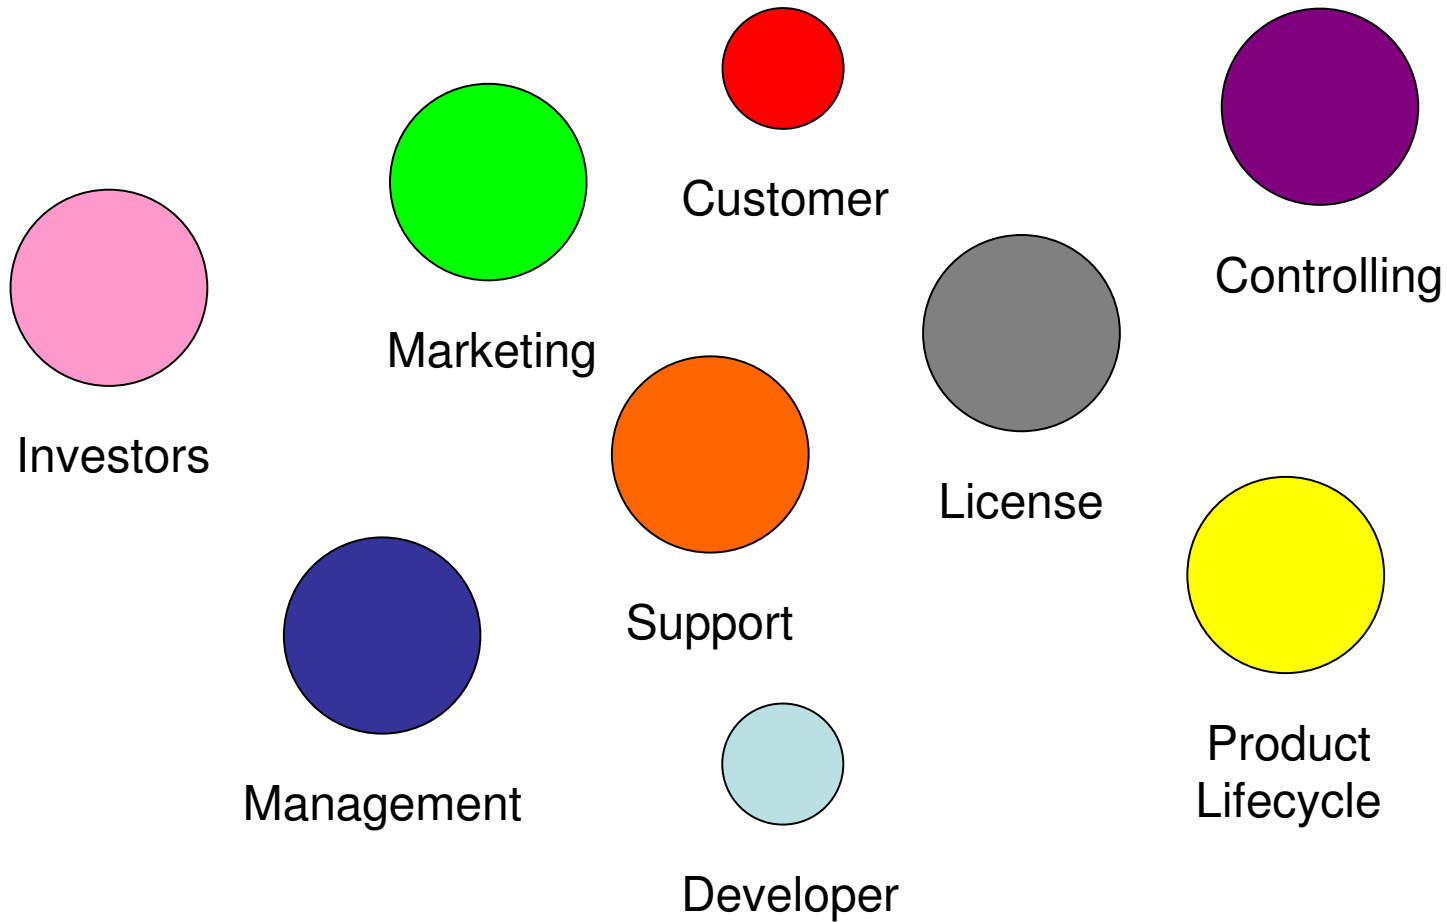 Customer
Controlling
Marketing
Investors
License
Support
Product
Lifecycle
Management
Developer